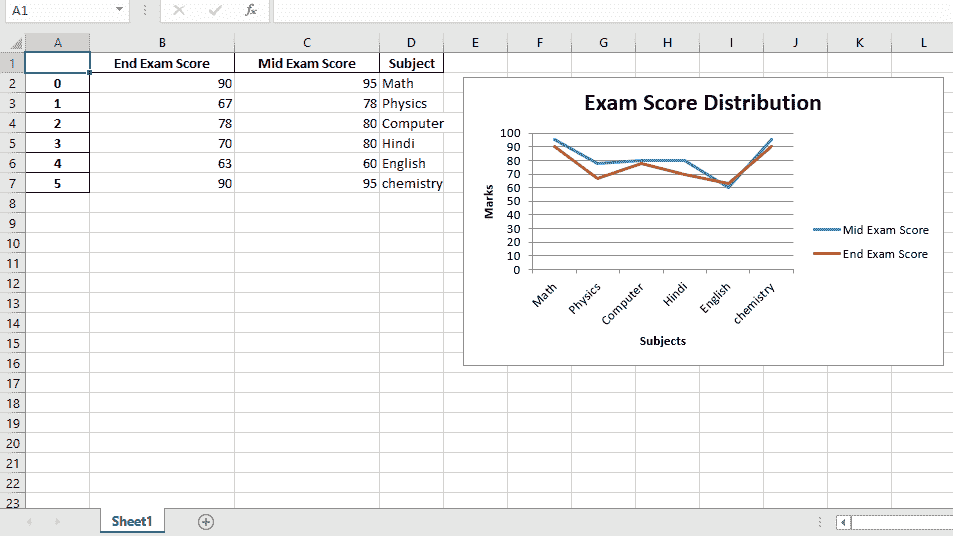 A1 fx
A B C D E F G H I J K L
1 End Exam Score Mid Exam Score Subject
2 0 90 95 Math
3 1 67 78 Physics
4 2 78 80 Computer
5 3 70 80 Hindi
6 4 63 60 English
7 5 90 95 chemistry
8
9
10
11
12
13
14
15
16
17
18
19
20
21
22
23
Exam Score Distribution
Marks
100
90
80
70
60
50
40
30
20
10
0
Math Physics Computer Hindi English chemistry
Subjects
Mid Exam Score
End Exam Score
Sheet1